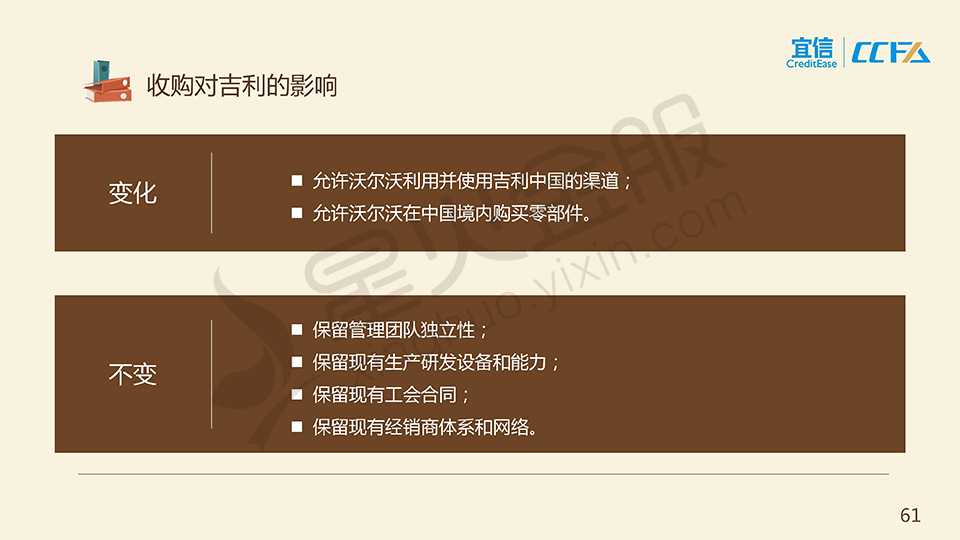 宜信
CreditEase
CCFA
收购对吉利的影响
变化
允许沃尔沃利用并使用吉利中国的渠道；
允许沃尔沃在中国境内购买零部件。
星火金服
xinghuo.yixin.com
不变
保留管理团队独立性；
保留现有生产研发设备和能力；
保留现有工会合同；
保留现有经销商体系和网络。
61